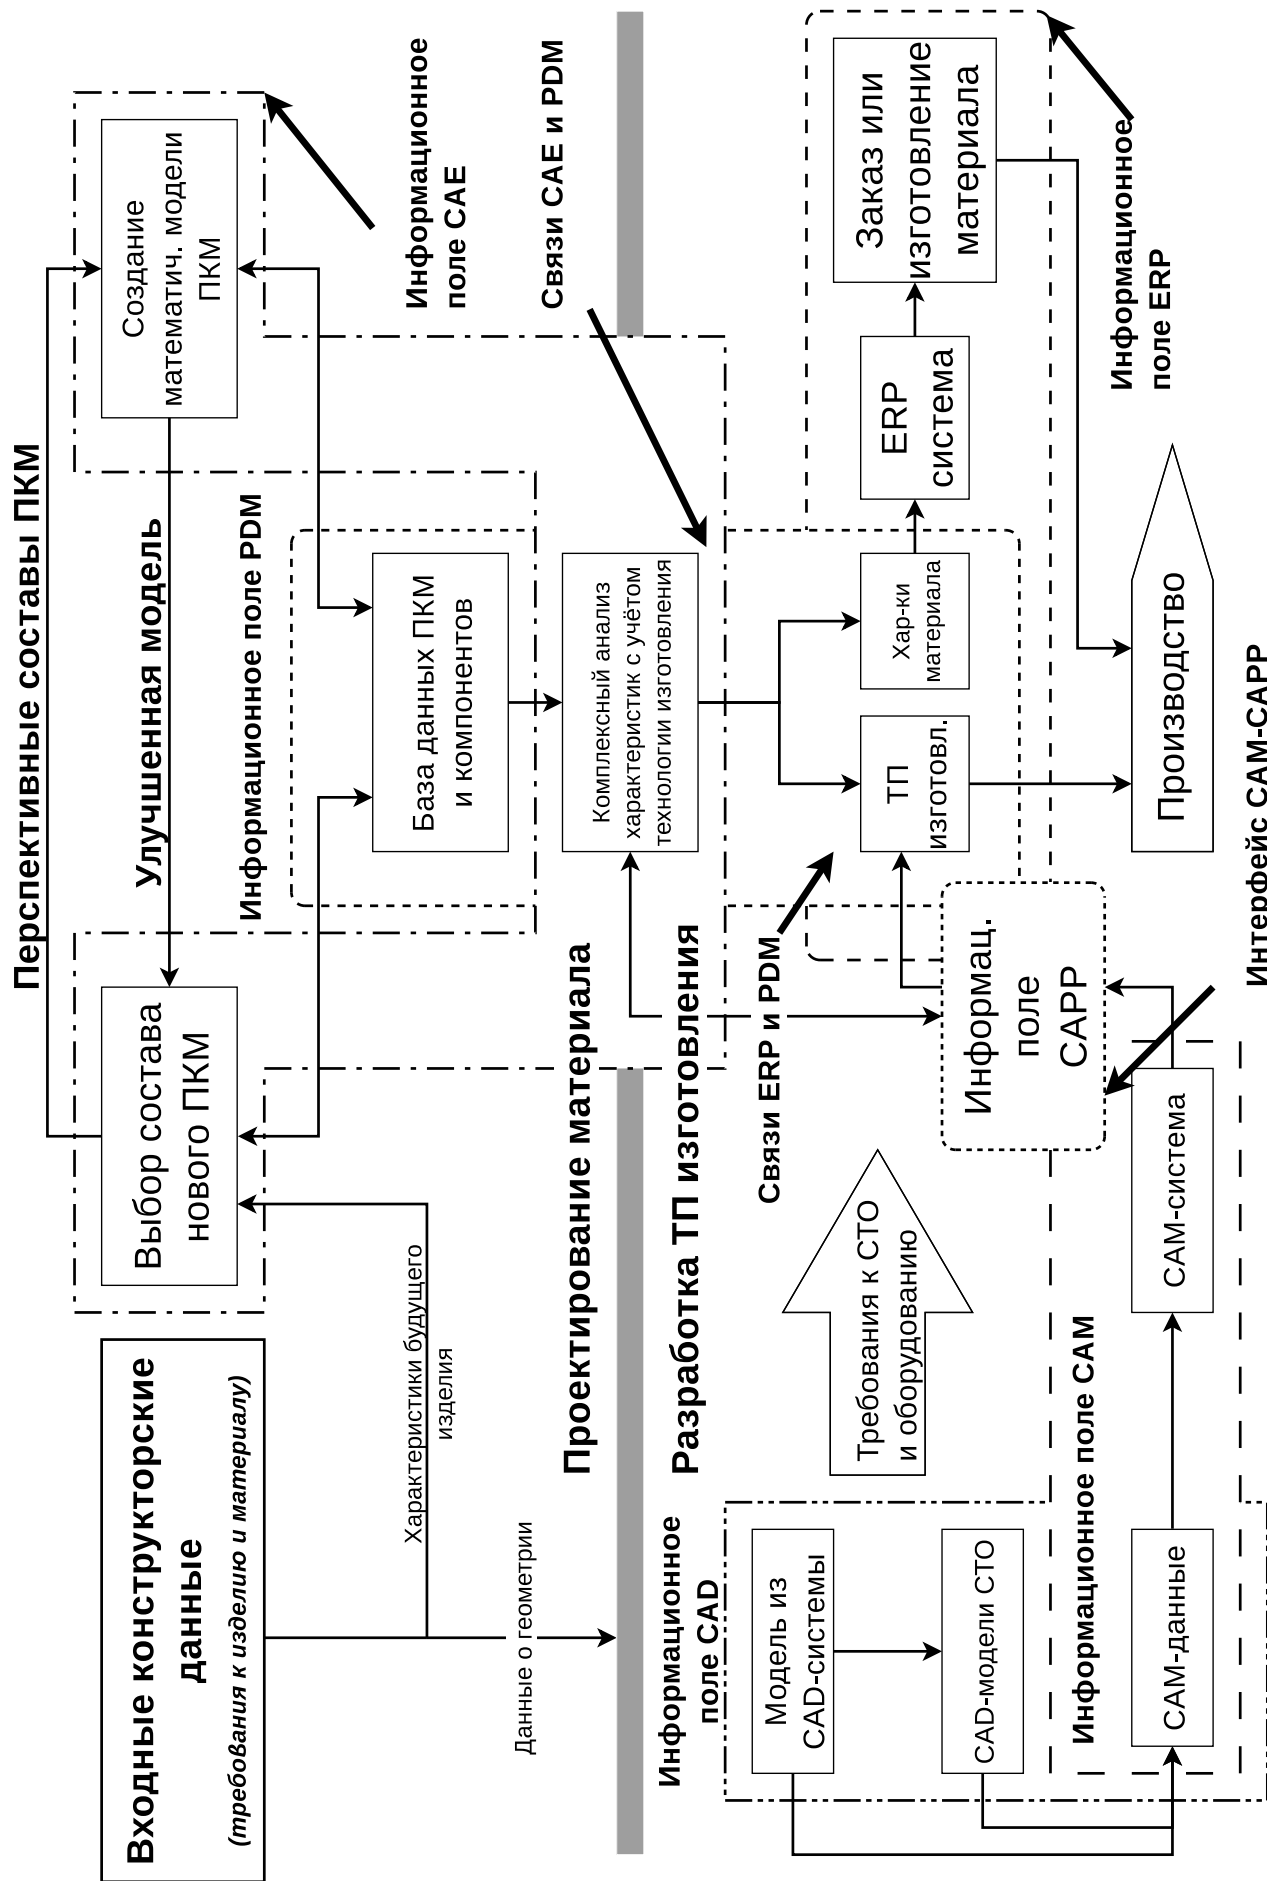 Входные конструкторские
данные
(требования к изделию и материалу)
Перспективные составы ПКМ
Выбор состава
нового ПКМ
Улучшенная модель
Создание
математич. модели
ПКМ
Информационное поле PDM
База данных ПКМ
и компонентов
Информационное
поле CAE
Связи CAE и PDM
Характеристики будущего
изделия
Данные о геометрии
Комплексный анализ
характеристик с учётом
технологии изготовления
Проектирование материала
Разработка ТП изготовления
Информационное
поле CAD
Модель из
CAD-системы
CAD-модели СТО
Требования к СТО
и оборудованию
Связи ERP и PDM
ТП
изготовл.
Хар-ки
материала
ERP
система
Заказ или
изготовление
материала
Информационное
поле ERP
Информац.
поле
CAPP
Информационное поле CAM
CAM-данные
CAM-система
Производство
Интерфейс CAM-CAPP